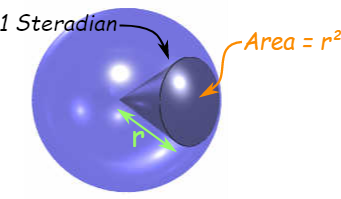 1 Steradian
Area = r²
r